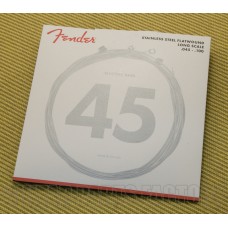 Fender
STAINLESS STEEL FLATWOUND
LONG SCALE
.045 - .100
45